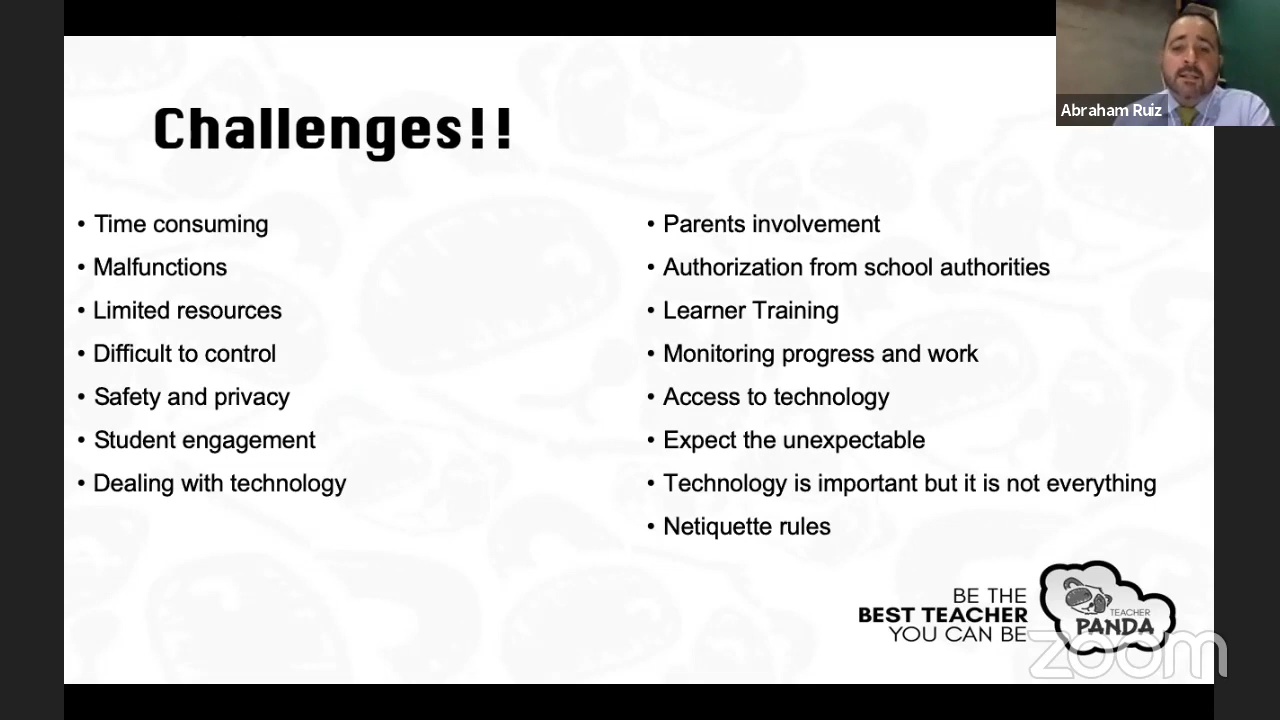 Abraham Ruiz
Challenges!!
• Time consuming
• Malfunctions
• Limited resources
• Difficult to control
• Safety and privacy
• Student engagement
• Dealing with technology
• Parents involvement
• Authorization from school authorities
• Learner Training
• Monitoring progress and work
• Access to technology
• Expect the unexpectable
• Technology is important but it is not everything
• Netiquette rules
BE THE
BEST TEACHER
YOU CAN BE
TEACHER
PANDA
zoom